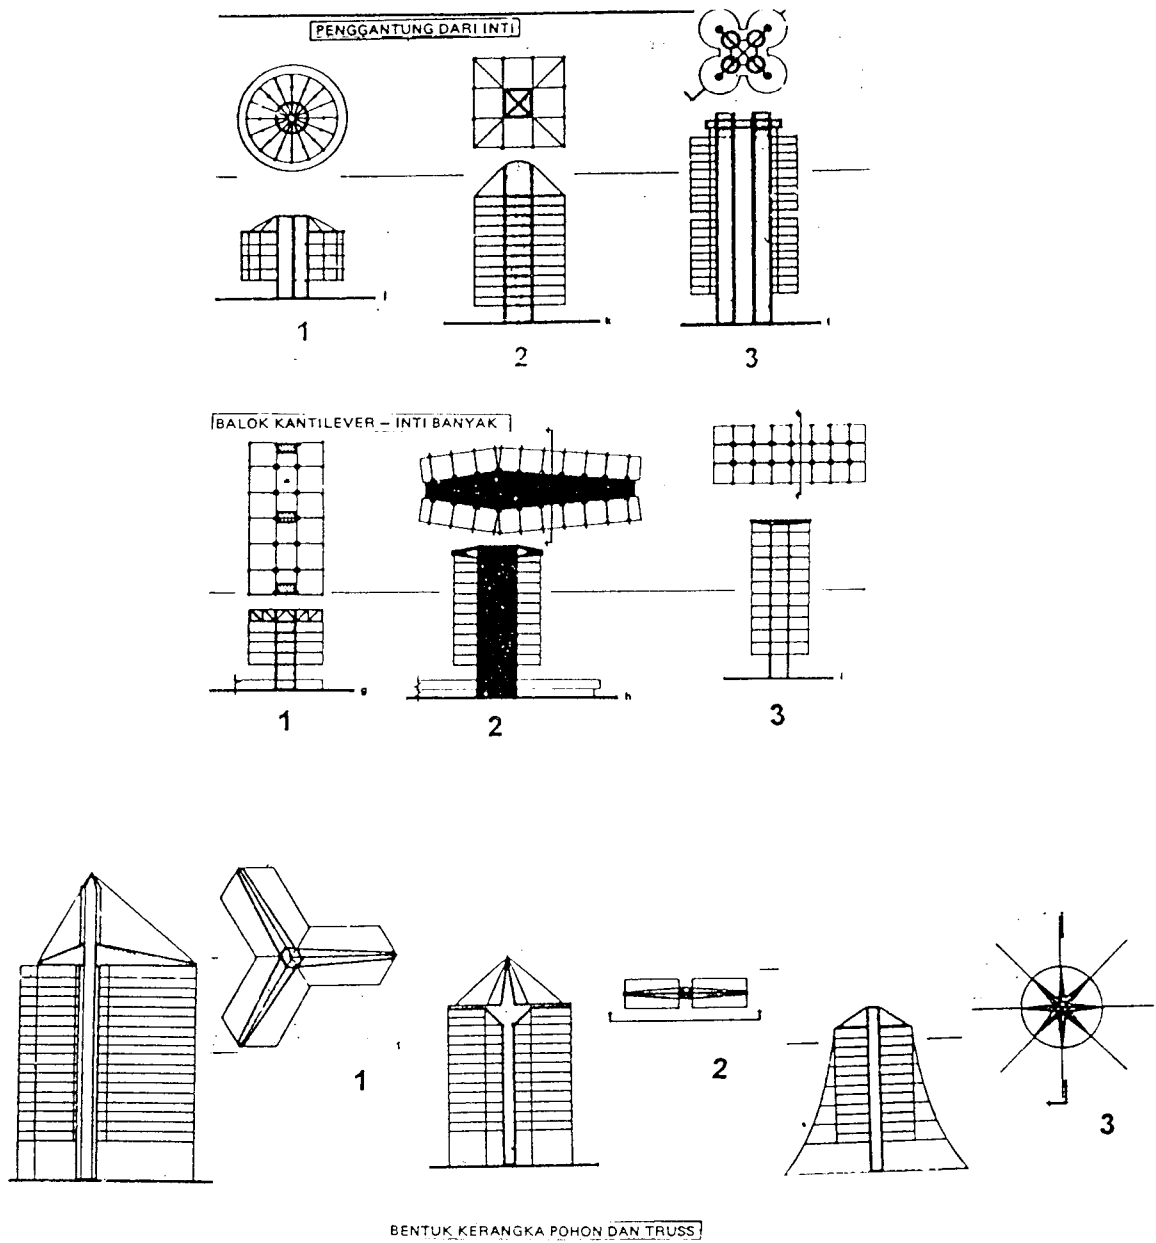 PENGGANTUNG DARI INTI
j
1
k
2
l
3
BALOK KANTILEVER – INTI BANYAK
g
1
h
2
i
3
1
2
3
BENTUK KERANGKA POHON DAN TRUSS